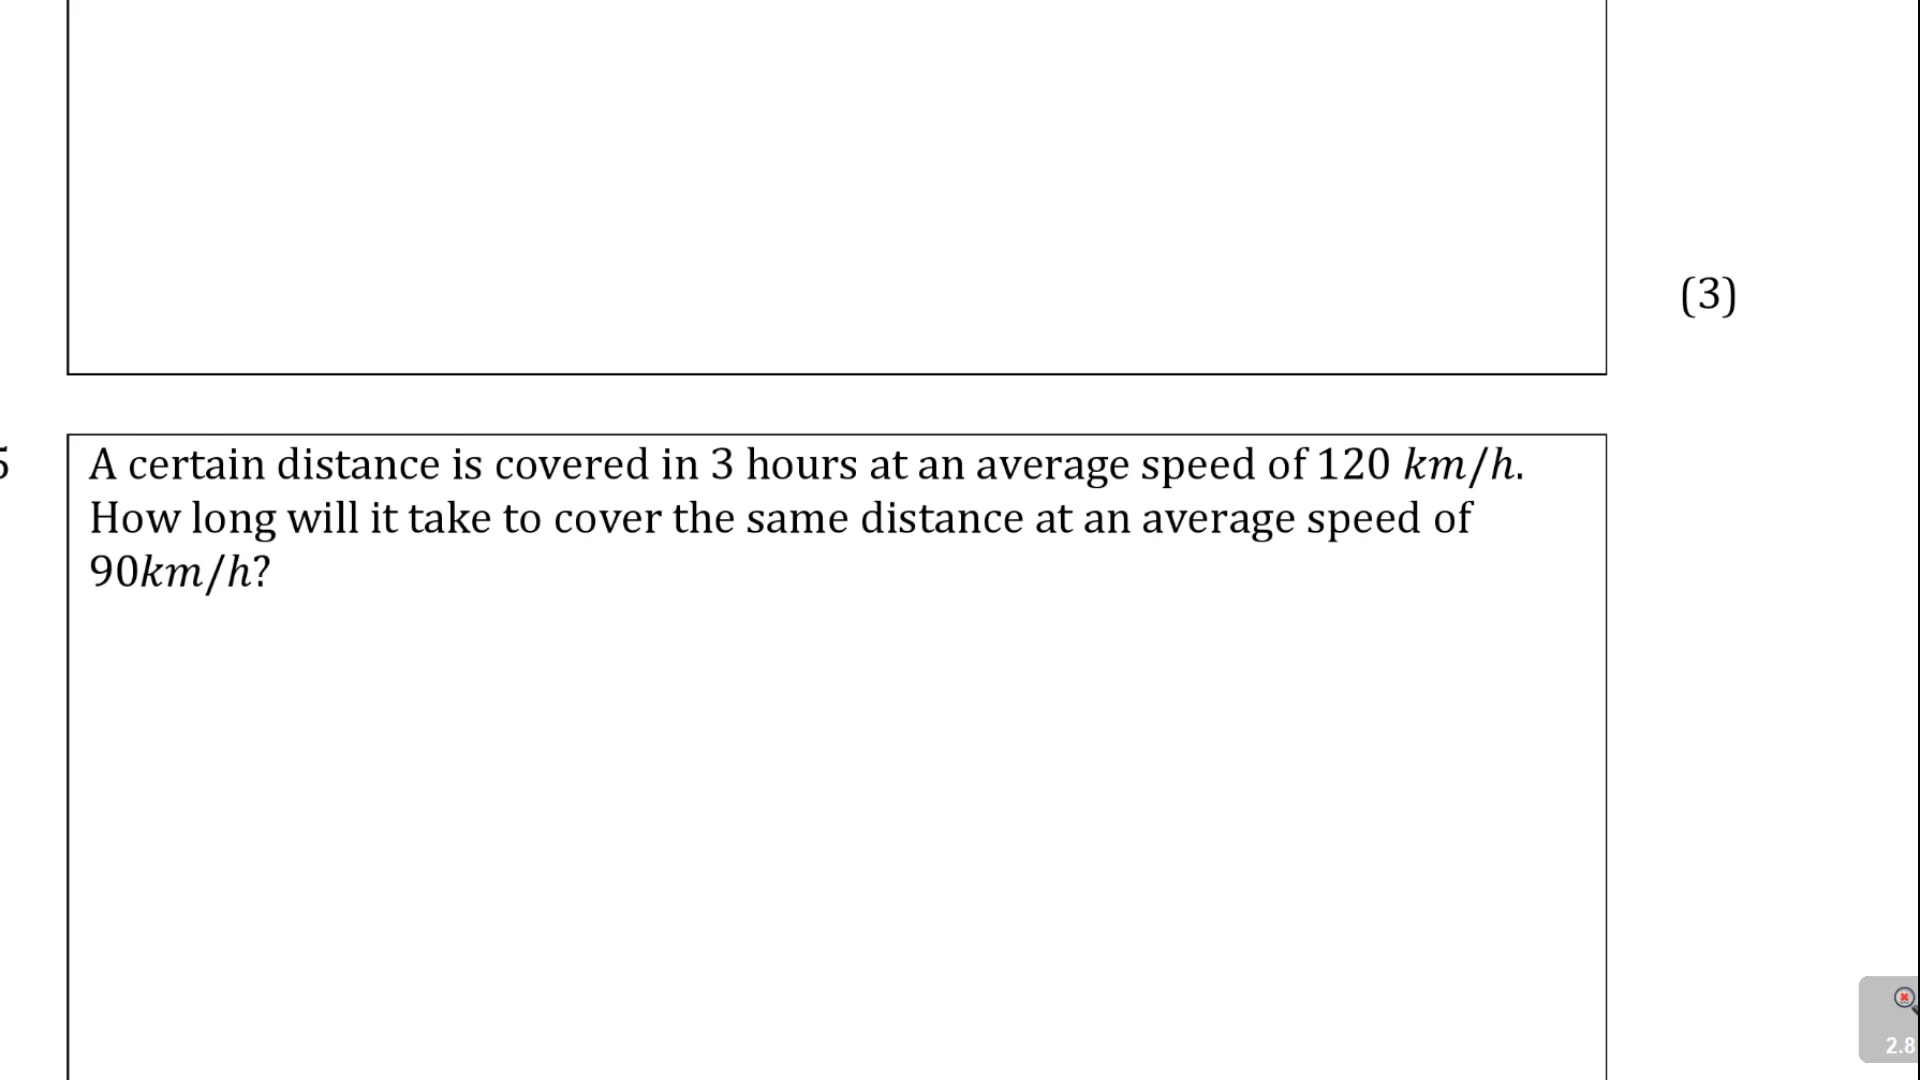 (3)
5
A certain distance is covered in 3 hours at an average speed of 120 km/h.
How long will it take to cover the same distance at an average speed of
90km/h?
2.8